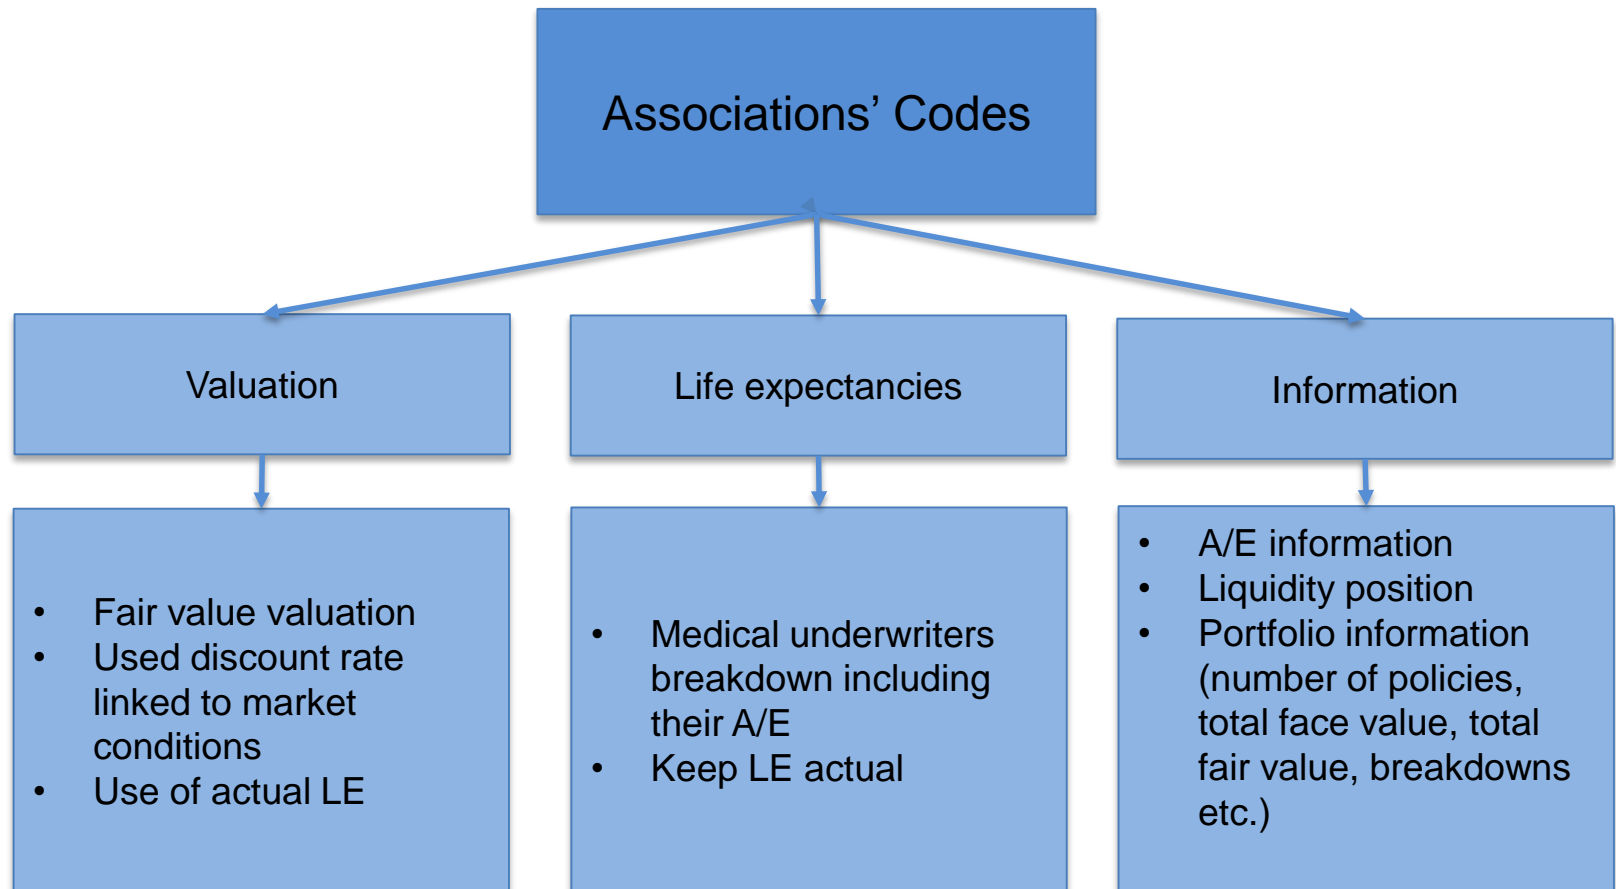 Associations’ Codes
Valuation
Life expectancies
Information
• Fair value valuation
• Used discount rate
linked to market
conditions
• Use of actual LE
• Medical underwriters
breakdown including
their A/E
• Keep LE actual
• A/E information
• Liquidity position
• Portfolio information
(number of policies,
total face value, total
fair value, breakdowns
etc.)